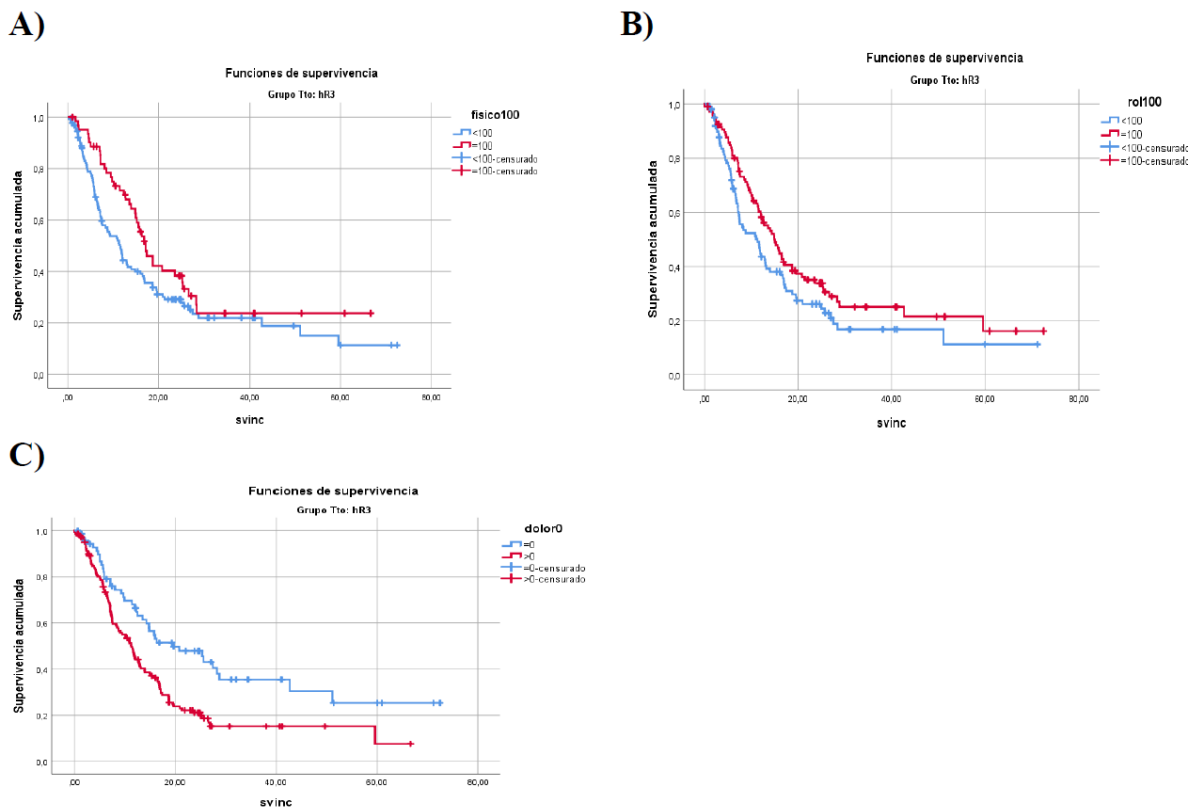 A)
Funciones de supervivencia
Grupo Tto: hR3
fisico100
<100
=100
<100-censurado
=100-censurado
Supervivencia acumulada
1,0
0,8
0,6
0,4
0,2
0,0
,00
20,00
40,00
60,00
80,00
svinc
B)
Funciones de supervivencia
Grupo Tto: hR3
rol100
<100
=100
<100-censurado
=100-censurado
Supervivencia acumulada
1,0
0,8
0,6
0,4
0,2
0,0
,00
20,00
40,00
60,00
80,00
svinc
C)
Funciones de supervivencia
Grupo Tto: hR3
dolor0
=0
>0
=0-censurado
>0-censurado
Supervivencia acumulada
1,0
0,8
0,6
0,4
0,2
0,0
,00
20,00
40,00
60,00
80,00
svinc